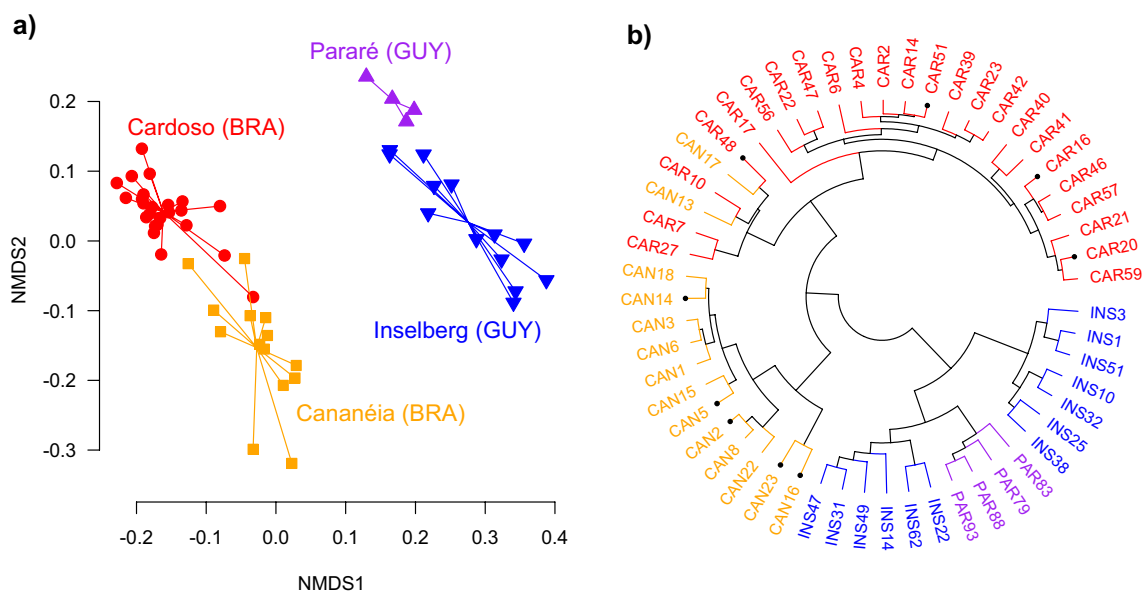 a)
Pararé (GUY)
Cardoso (BRA)
Inselberg (GUY)
Cananéia (BRA)
NMDS2
0.2
0.1
0.0
-0.1
-0.2
-0.3
-0.2
-0.1
0.0
0.1
0.2
0.3
0.4
NMDS1
b)
CAR27
CAR7
CAN13
CAR10
CAN17
CAR48
CAR17
CAR56
CAR22
CAR47
CAR6
CAR4
CAR2
CAR14
CAR51
CAR39
CAR23
CAR42
CAR40
CAR41
CAR16
CAR46
CAR57
CAR21
CAR20
CAR59
INS3
INS1
INS51
INS10
INS32
INS25
INS38
PAR83
PAR79
PAR88
PAR93
INS22
INS62
INS14
INS49
INS31
INS47
CAN16
CAN23
CAN22
CAN8
CAN2
CAN5
CAN15
CAN1
CAN6
CAN3
CAN14
CAN18